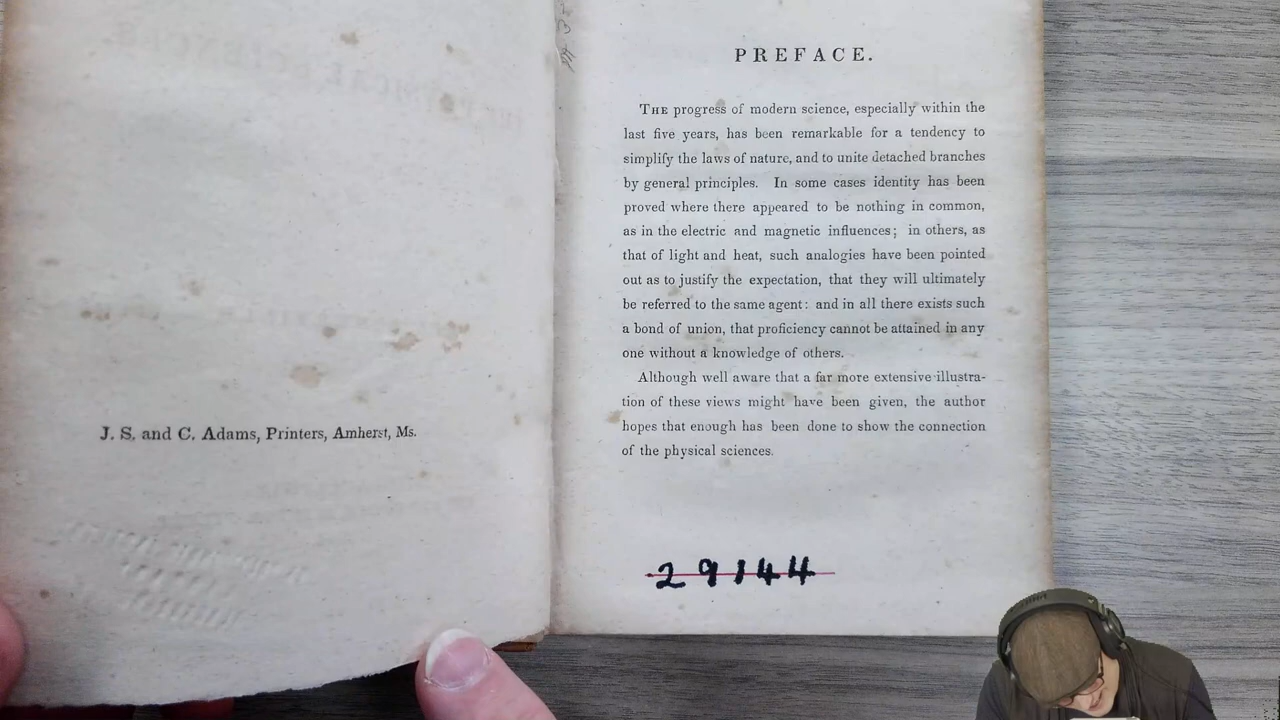 J. S. and C. Adams, Printers, Amherst, Ms.
PREFACE.
THE progress of modern science, especially within the
last five years, has been remarkable for a tendency to
simplify the laws of nature, and to unite detached branches
by general principles. In some cases identity has been
proved where there appeared to be nothing in common,
as in the electric and magnetic influences; in others, as
that of light and heat, such analogies have been pointed
out as to justify the expectation, that they will ultimately
be referred to the same agent: and in all there exists such
a bond of union, that proficiency cannot be attained in any
one without a knowledge of others.
Although well aware that a far more extensive illustra-
tion of these views might have been given, the author
hopes that enough has been done to show the connection
of the physical sciences.
29144